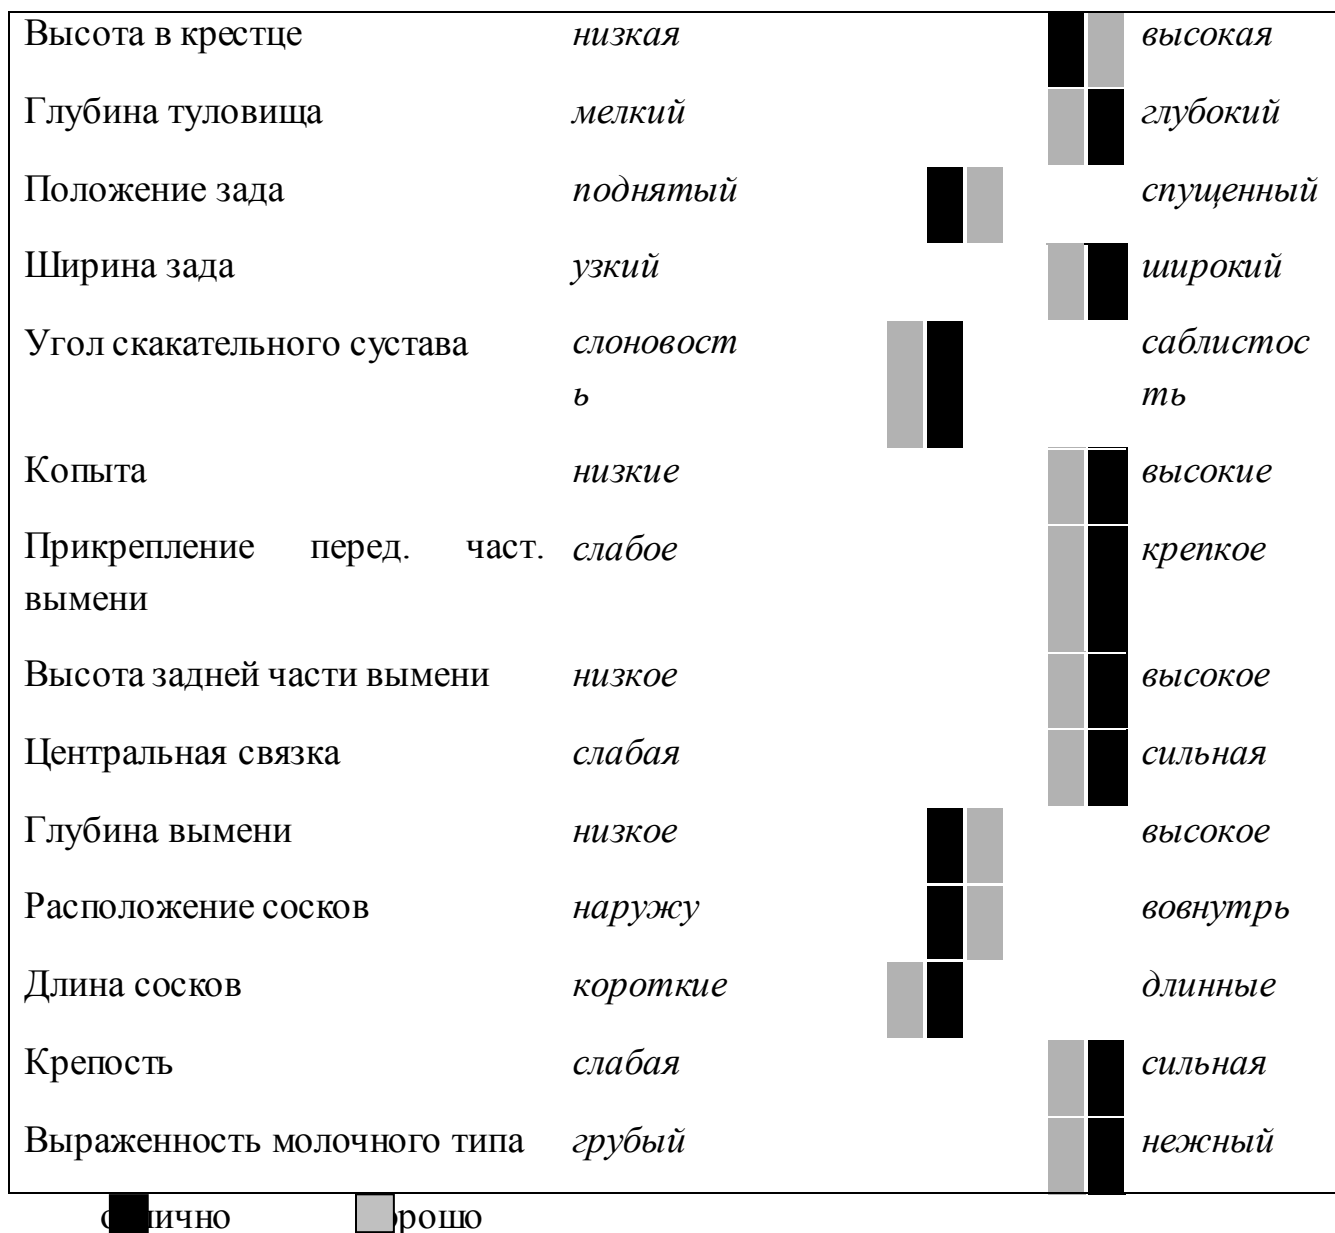 Высота в крестце низкая высокая
Глубина туловища мелкий глубокий
Положение зада поднятый спущенный
Ширина зада узкий широкий
Угол скакательного сустава слоновост саблистос
ь ть
Копыта низкие высокие
Прикрепление перед. част. слабое крепкое
вымени
Высота задней части вымени низкое высокое
Центральная связка слабая сильная
Глубина вымени низкое высокое
Расположение сосков наружу вовнутрь
Длина сосков короткие длинные
Крепость слабая сильная
Выраженность молочного типа грубый нежный